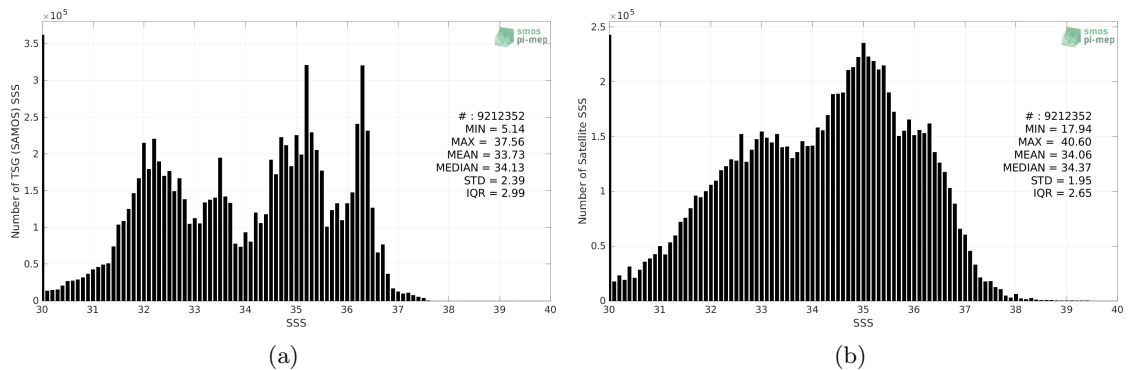 ×10⁵
smos
pi-mep
3.5
3
2.5
2
1.5
1
0.5
0
Number of TSG (SAMOS) SSS
# : 9212352
MIN = 5.14
MAX = 37.56
MEAN = 33.73
MEDIAN = 34.13
STD = 2.39
IQR = 2.99
30 31 32 33 34 35 36 37 38 39 40
SSS
(a)
×10⁵
smos
pi-mep
2.5
2
1.5
1
0.5
0
Number of Satellite SSS
# : 9212352
MIN = 17.94
MAX = 40.60
MEAN = 34.06
MEDIAN = 34.37
STD = 1.95
IQR = 2.65
30 31 32 33 34 35 36 37 38 39 40
SSS
(b)